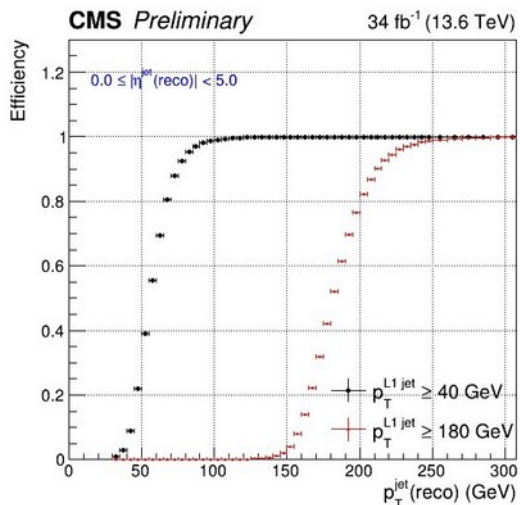 CMS Preliminary 34 fb⁻¹ (13.6 TeV)
Efficiency
0.0 ≤ |η^jet(reco)| < 5.0
1.2
1
0.8
0.6
0.4
0.2
0
p_T^L1 jet ≥ 40 GeV
p_T^L1 jet ≥ 180 GeV
0 50 100 150 200 250 300
p_T^jet(reco) (GeV)